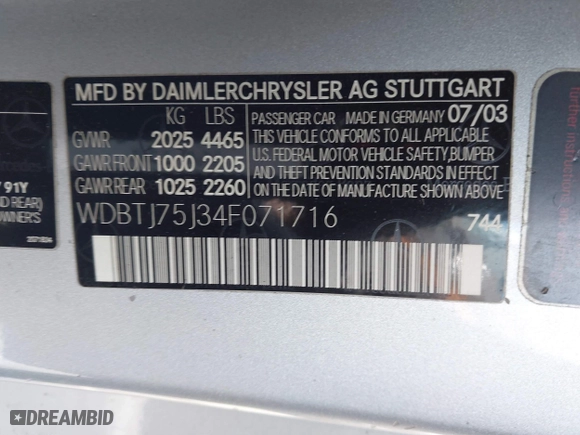 MFD BY DAIMLERCHRYSLER AG STUTTGART
KG LBS
GVWR 2025 4465
GAWR FRONT 1000 2205
GAWR REAR 1025 2260
PASSENGER CAR MADE IN GERMANY 07/03
THIS VEHICLE CONFORMS TO ALL APPLICABLE
U.S. FEDERAL MOTOR VEHICLE SAFETY,BUMPER
AND THEFT PREVENTION STANDARDS IN EFFECT
ON THE DATE OF MANUFACTURE SHOWN ABOVE.
WDBTJ75J34F071716
744
91Y
REAR)
OWNER'S
DREAMBID